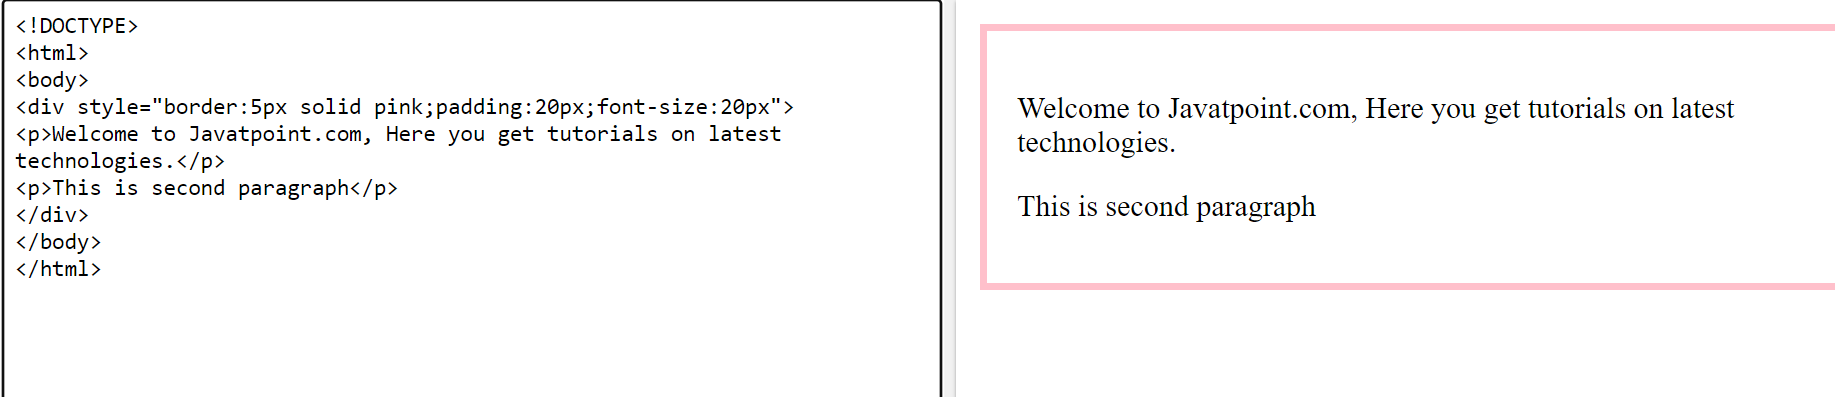 <!DOCTYPE>
<html>
<body>
<div style="border:5px solid pink;padding:20px;font-size:20px">
<p>Welcome to Javatpoint.com, Here you get tutorials on latest
technologies.</p>
<p>This is second paragraph</p>
</div>
</body>
</html>
Welcome to Javatpoint.com, Here you get tutorials on latest
technologies.
This is second paragraph